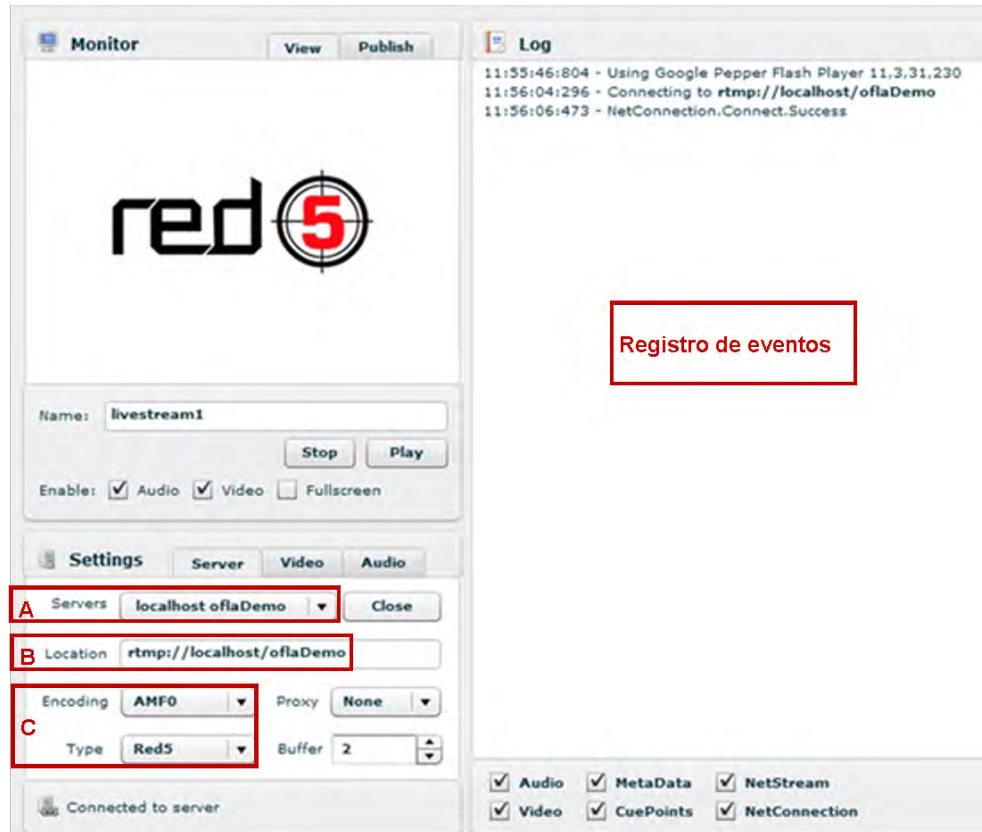 Monitor
View Publish
red 5
Name: livestream1
Stop Play
Enable: Audio Video Fullscreen
Settings Server Video Audio
A Servers localhost oflaDemo Close
B Location rtmp://localhost/oflaDemo
C
Encoding AMF0 Proxy None
Type Red5 Buffer 2
Connected to server
Log
11:55:46:804 - Using Google Pepper Flash Player 11,3,31,230
11:56:04:296 - Connecting to rtmp://localhost/oflaDemo
11:56:06:473 - NetConnection.Connect.Success
Registro de eventos
Audio MetaData NetStream
Video CuePoints NetConnection